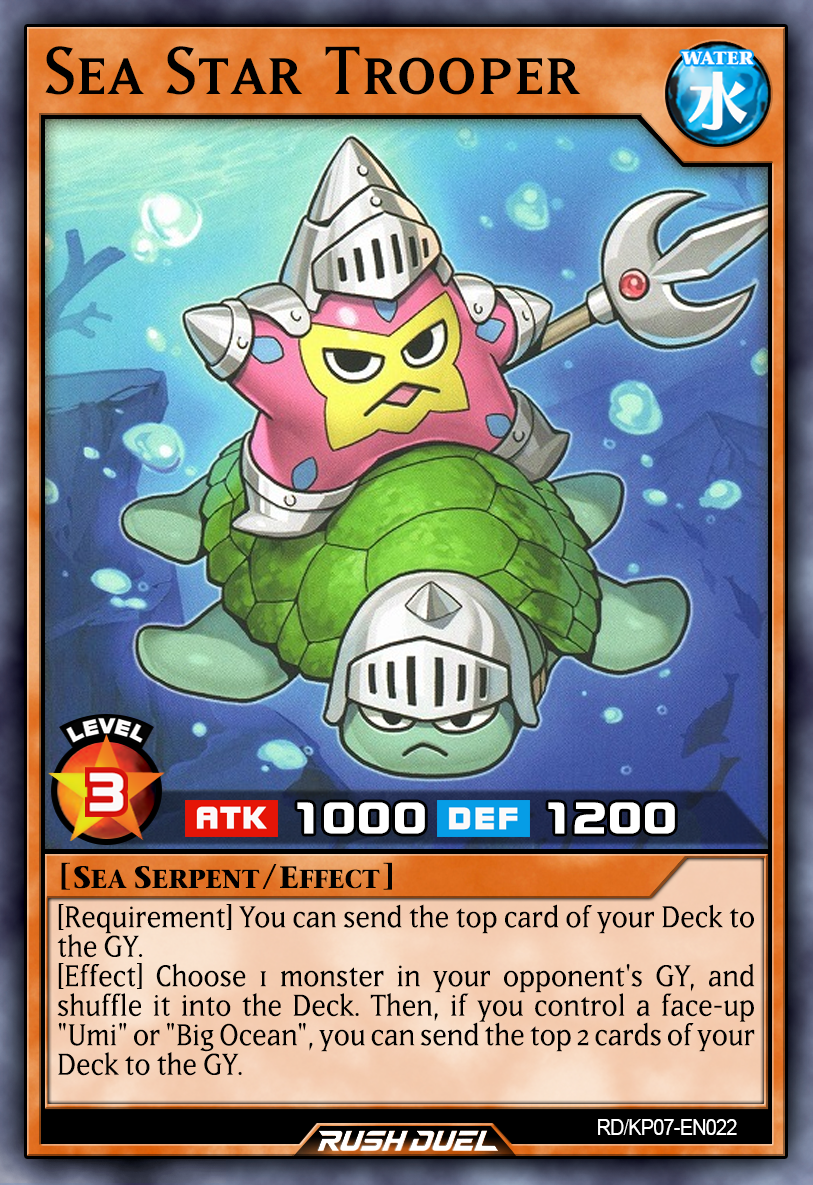 Sea Star Trooper
WATER
水
LEVEL
3
ATK 1000 DEF 1200
[Sea Serpent/Effect]
[Requirement] You can send the top card of your Deck to
the GY.
[Effect] Choose 1 monster in your opponent's GY, and
shuffle it into the Deck. Then, if you control a face-up
"Umi" or "Big Ocean", you can send the top 2 cards of your
Deck to the GY.
RD/KP07-EN022
RUSH DUEL